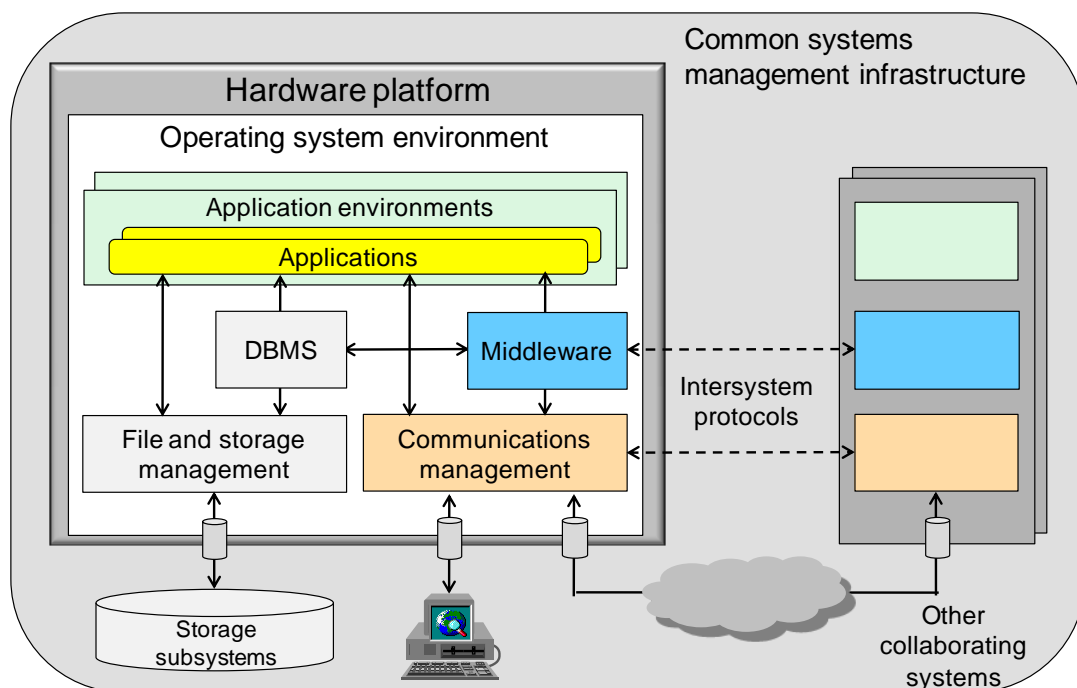 Common systems
management infrastructure
Hardware platform
Operating system environment
Application environments
Applications
DBMS
Middleware
Intersystem
protocols
File and storage
management
Communications
management
Storage
subsystems
Other
collaborating
systems